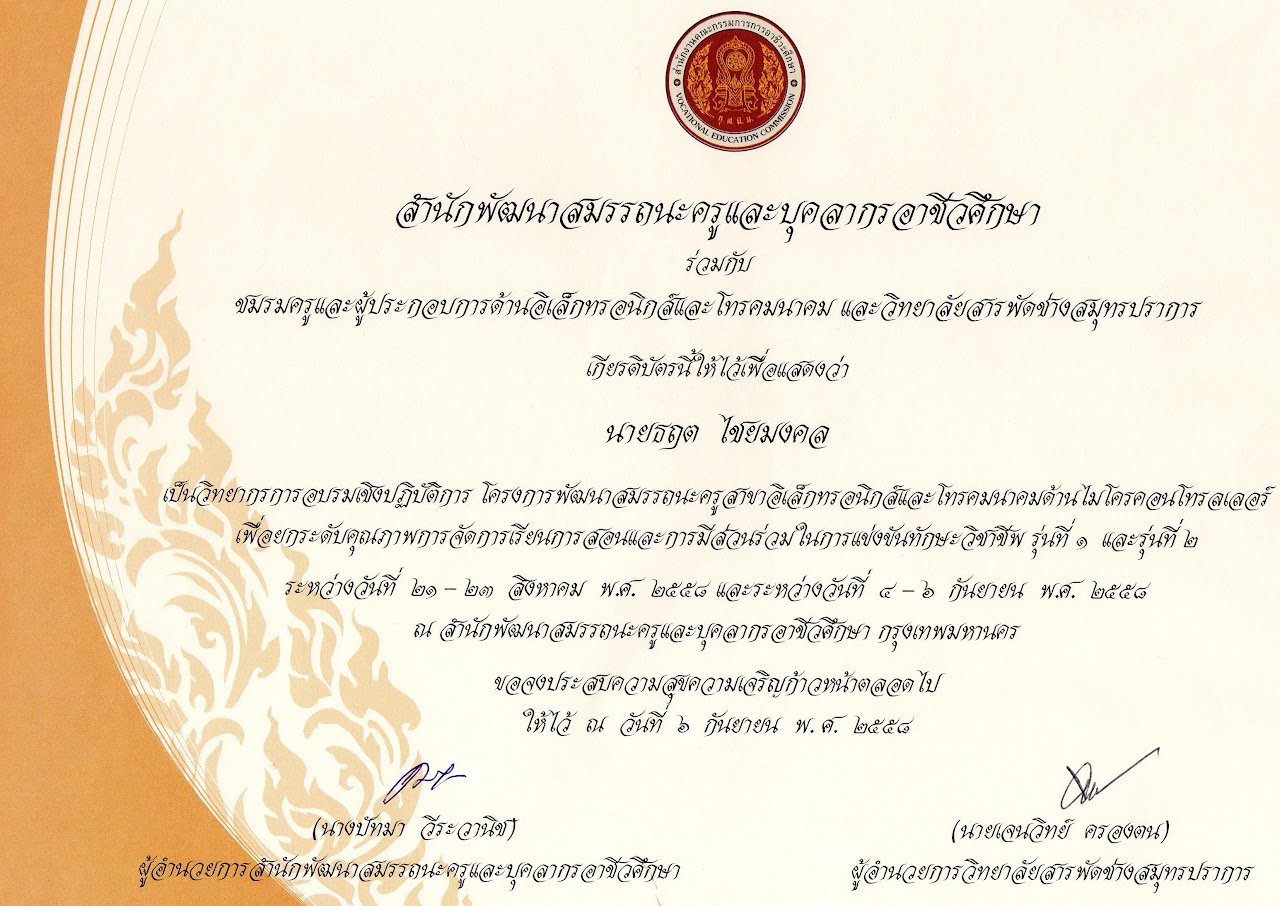 สำนักงานคณะกรรมการการอาชีวะศึกษา
VOCATIONAL EDUCATION COMMISSION
สำนักพัฒนาสมรรถนะครูและบุคลากรอาชีวศึกษา
ร่วมกับ
ชมรมครูและผู้ประกอบการด้านอิเล็กทรอนิกส์และโทรคมนาคม และวิทยาลัยสารพัดช่างสมุทรปราการ
เกียรติบัตรนี้ให้ไว้เพื่อแสดงว่า
นายธฤต ไชยมงคล
เป็นวิทยากรการอบรมเชิงปฏิบัติการ โครงการพัฒนาสมรรถนะครูสาขาอิเล็กทรอนิกส์และโทรคมนาคมด้านไมโครคอนโทรลเลอร์
เพื่อยกระดับคุณภาพการจัดการเรียนการสอนและการมีส่วนร่วมในการแข่งขันทักษะวิชาชีพ รุ่นที่ ๑ และรุ่นที่ ๒
ระหว่างวันที่ ๒๑ – ๒๓ สิงหาคม พ.ศ. ๒๕๕๘ และระหว่างวันที่ ๔ – ๖ กันยายน พ.ศ. ๒๕๕๘
ณ สำนักพัฒนาสมรรถนะครูและบุคลากรอาชีวศึกษา กรุงเทพมหานคร
ขอจงประสบความสุขความเจริญก้าวหน้าตลอดไป
ให้ไว้ ณ วันที่ ๖ กันยายน พ.ศ. ๒๕๕๘
(นางปัทมา วีระวานิช)
(นายเจนวิทย์ ครองตน)
ผู้อำนวยการสำนักพัฒนาสมรรถนะครูและบุคลากรอาชีวศึกษา
ผู้อำนวยการวิทยาลัยสารพัดช่างสมุทรปราการ